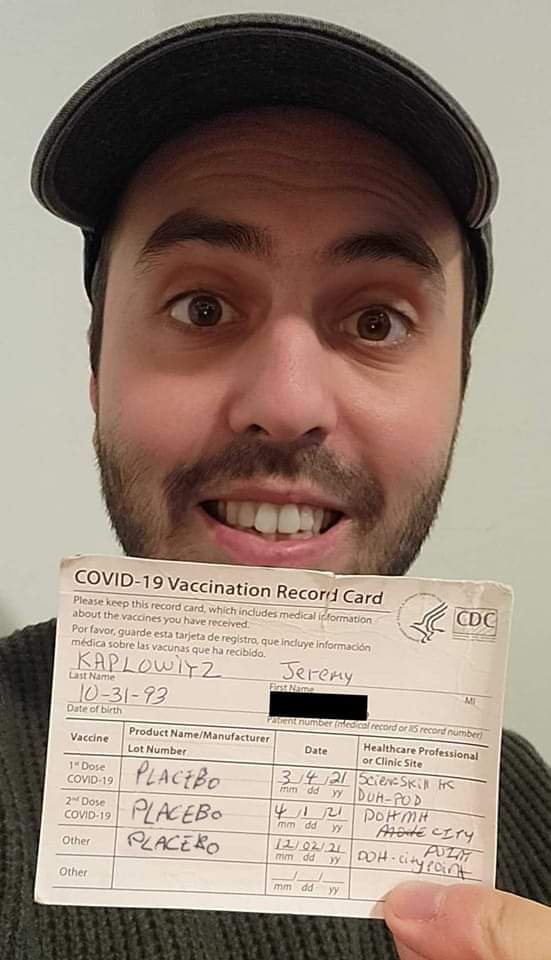 COVID-19 Vaccination Record Card
Please keep this record card, which includes medical information
about the vaccines you have received.
Por favor, guarde esta tarjeta de registro, que incluye información
médica sobre las vacunas que ha recibido.
CDC
KAPLOWITZ Jeremy
Last Name First Name MI
10-31-93
Date of birth Patient number (medical record or IIS record number)
Vaccine Product Name/Manufacturer Date Healthcare Professional
Lot Number or Clinic Site
1st Dose COVID-19 PLACEBO 3/4/21 mm dd yy Science Skill HS
DOH-POD
2nd Dose COVID-19 PLACEBO 4/1/21 mm dd yy DOHMH
CITY
POINT
Other PLACEBO 12/02/21 mm dd yy DOH-City Point
Other / / mm dd yy